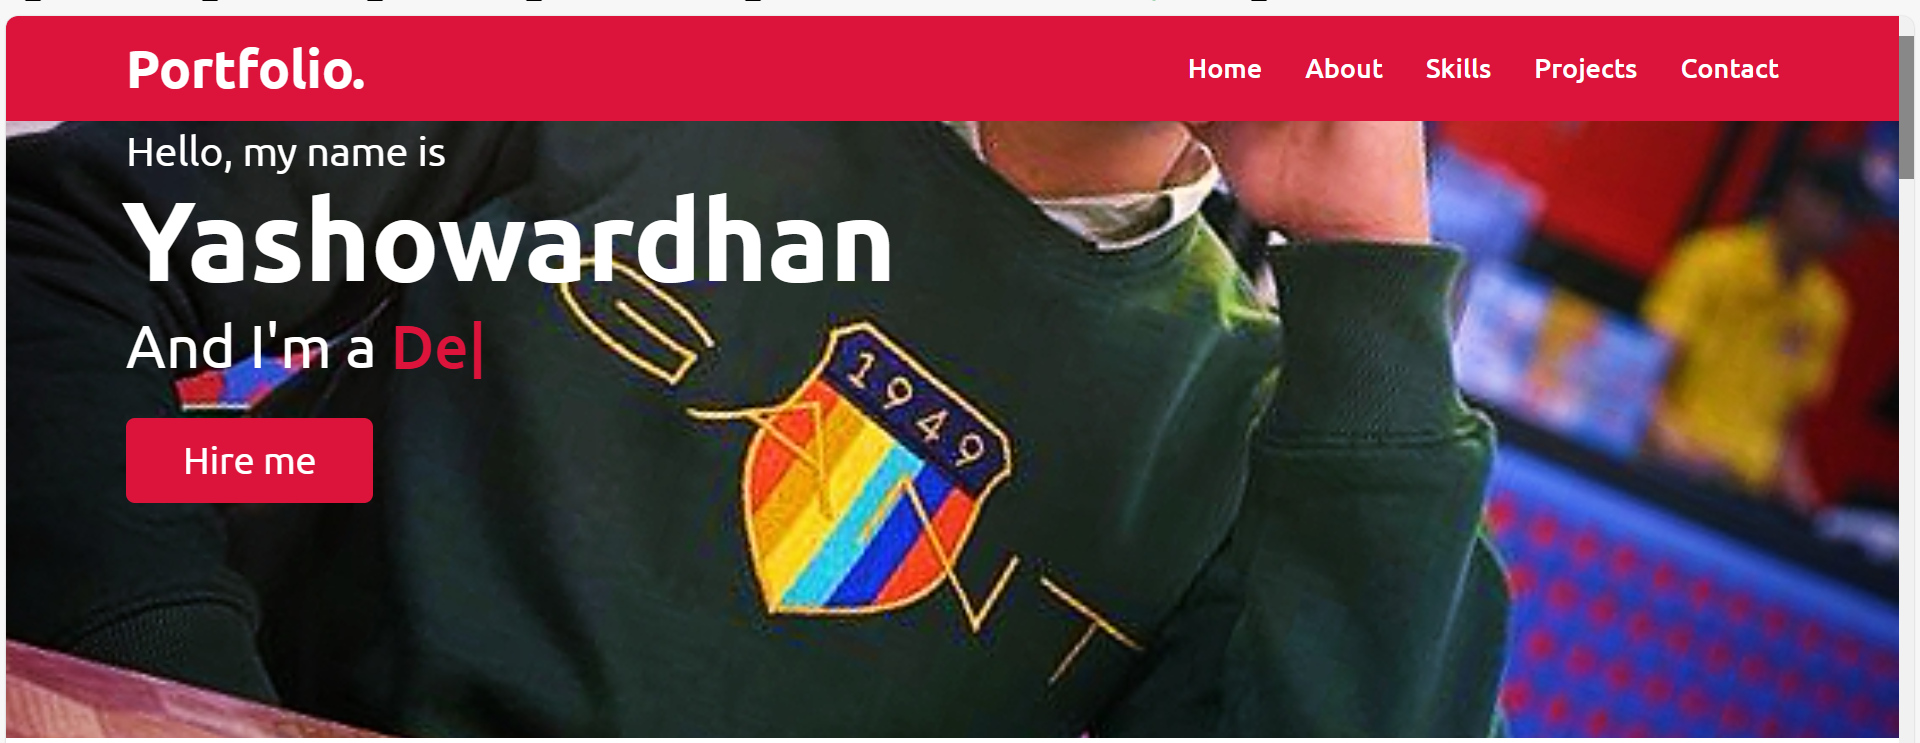 Portfolio.
Home About Skills Projects Contact
Hello, my name is
Yashowardhan
And I'm a De|
Hire me
GANT
1949